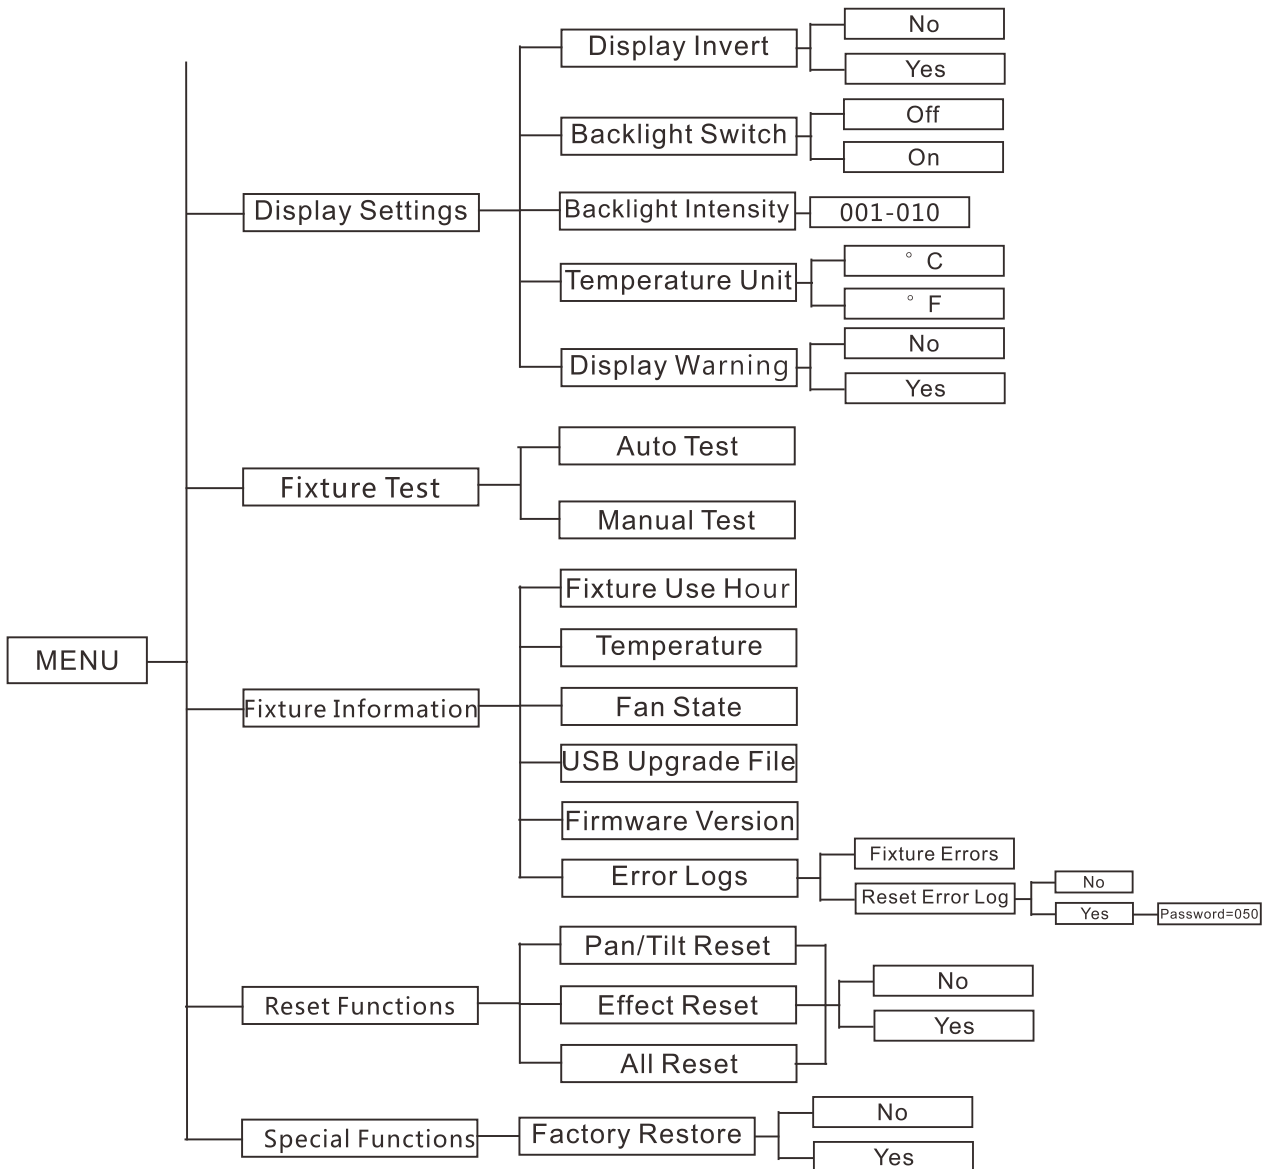 MENU
Display Settings
Display Invert
No
Yes
Backlight Switch
Off
On
Backlight Intensity
001-010
Temperature Unit
° C
° F
Display Warning
No
Yes
Fixture Test
Auto Test
Manual Test
Fixture Information
Fixture Use Hour
Temperature
Fan State
USB Upgrade File
Firmware Version
Error Logs
Fixture Errors
Reset Error Log
No
Yes
Password=050
Reset Functions
Pan/Tilt Reset
Effect Reset
All Reset
No
Yes
Special Functions
Factory Restore
No
Yes